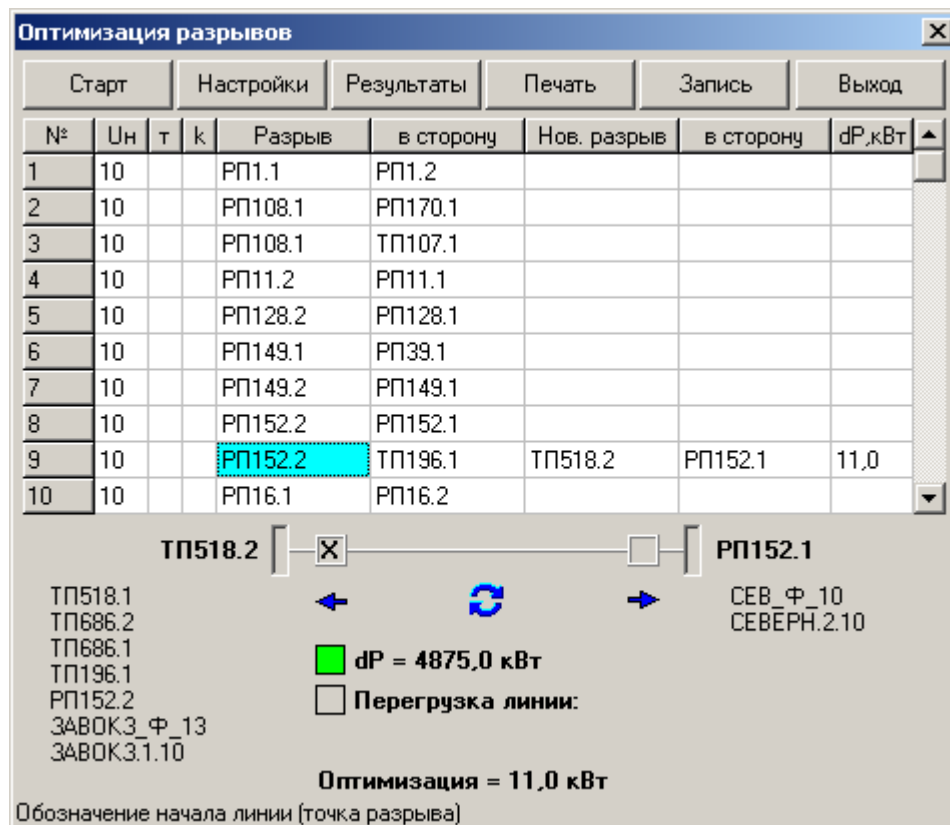 Оптимизация разрывов
Старт Настройки Результаты Печать Запись Выход
№ Uн т k Разрыв в сторону Нов. разрыв в сторону dP,кВт
1 10 РП1.1 РП1.2
2 10 РП108.1 РП170.1
3 10 РП108.1 ТП107.1
4 10 РП11.2 РП11.1
5 10 РП128.2 РП128.1
6 10 РП149.1 РП39.1
7 10 РП149.2 РП149.1
8 10 РП152.2 РП152.1
9 10 РП152.2 ТП196.1 ТП518.2 РП152.1 11,0
10 10 РП16.1 РП16.2
ТП518.2 РП152.1
ТП518.1
ТП686.2
ТП686.1
ТП196.1
РП152.2
ЗАВОКЗ_Ф_13
ЗАВОКЗ.1.10
СЕВ_Ф_10
СЕВЕРН.2.10
dP = 4875,0 кВт
Перегрузка линии:
Оптимизация = 11,0 кВт
Обозначение начала линии (точка разрыва)